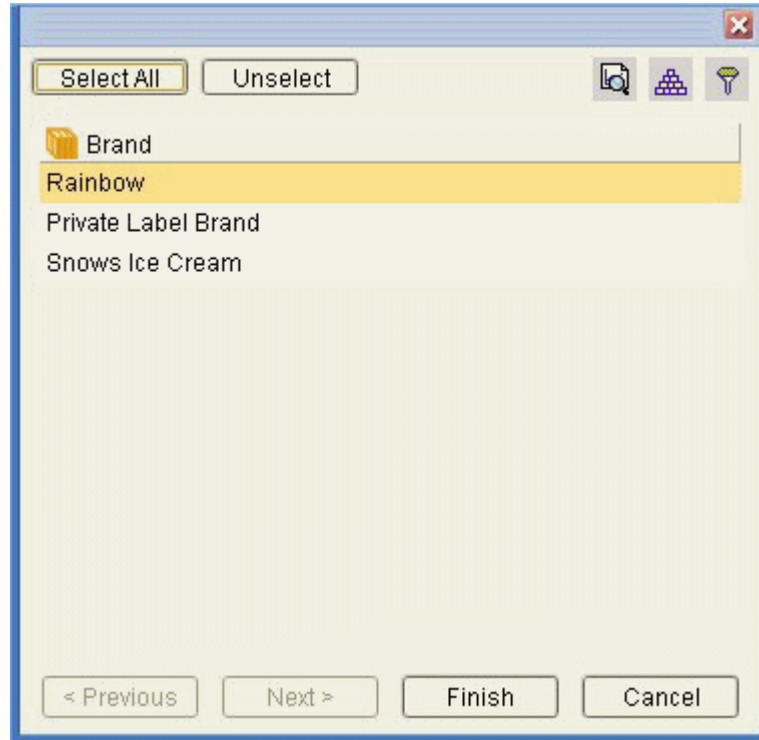 Select All Unselect
Brand
Rainbow
Private Label Brand
Snows Ice Cream
< Previous Next > Finish Cancel